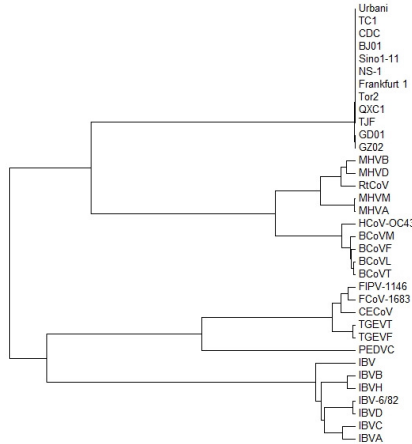 Urbani
TC1
CDC
BJ01
Sino1-11
NS-1
Frankfurt 1
Tor2
QXC1
TJF
GD01
GZ02
MHVB
MHVD
RtCoV
MHVM
MHVA
HCoV-OC43
BCoVM
BCoVF
BCoVL
BCoVT
FIPV-1146
FCoV-1683
CECoV
TGEVT
TGEVF
PEDVC
IBV
IBVB
IBVH
IBV-6/82
IBVD
IBVC
IBVA